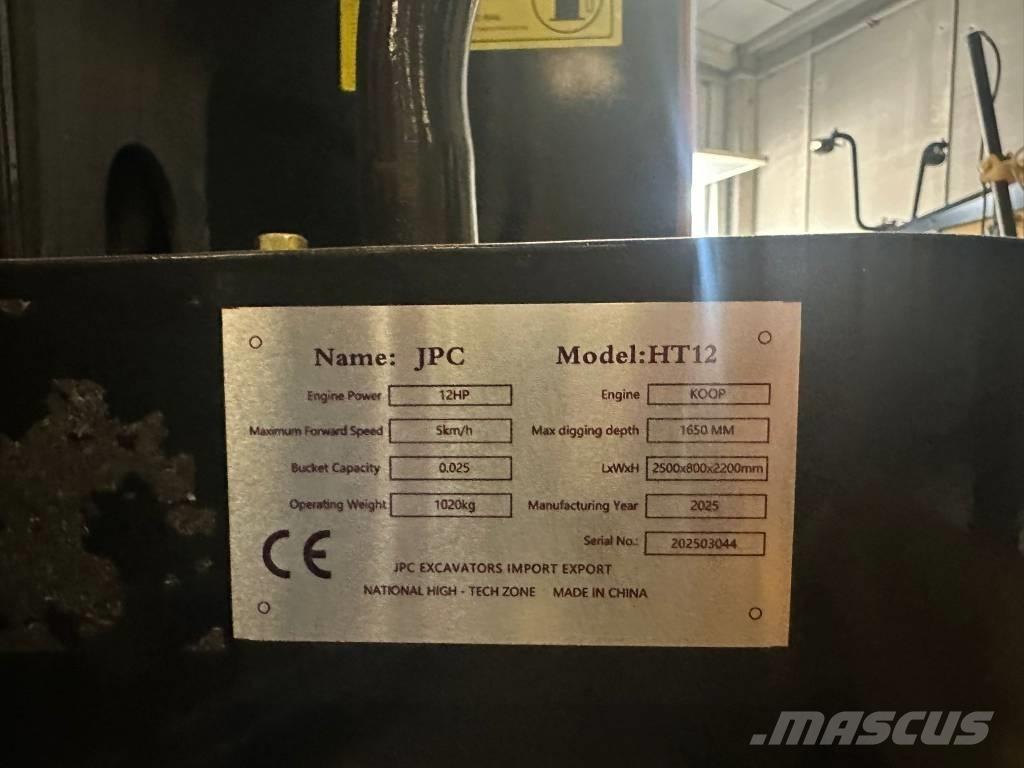 Name: JPC Model:HT12
Engine Power 12HP Engine KOOP
Maximum Forward Speed 5km/h Max digging depth 1650 MM
Bucket Capacity 0.025 LxWxH 2500x800x2200mm
Operating Weight 1020kg Manufacturing Year 2025
Serial No.: 202503044
CE
JPC EXCAVATORS IMPORT EXPORT
NATIONAL HIGH - TECH ZONE MADE IN CHINA
.MASCUS